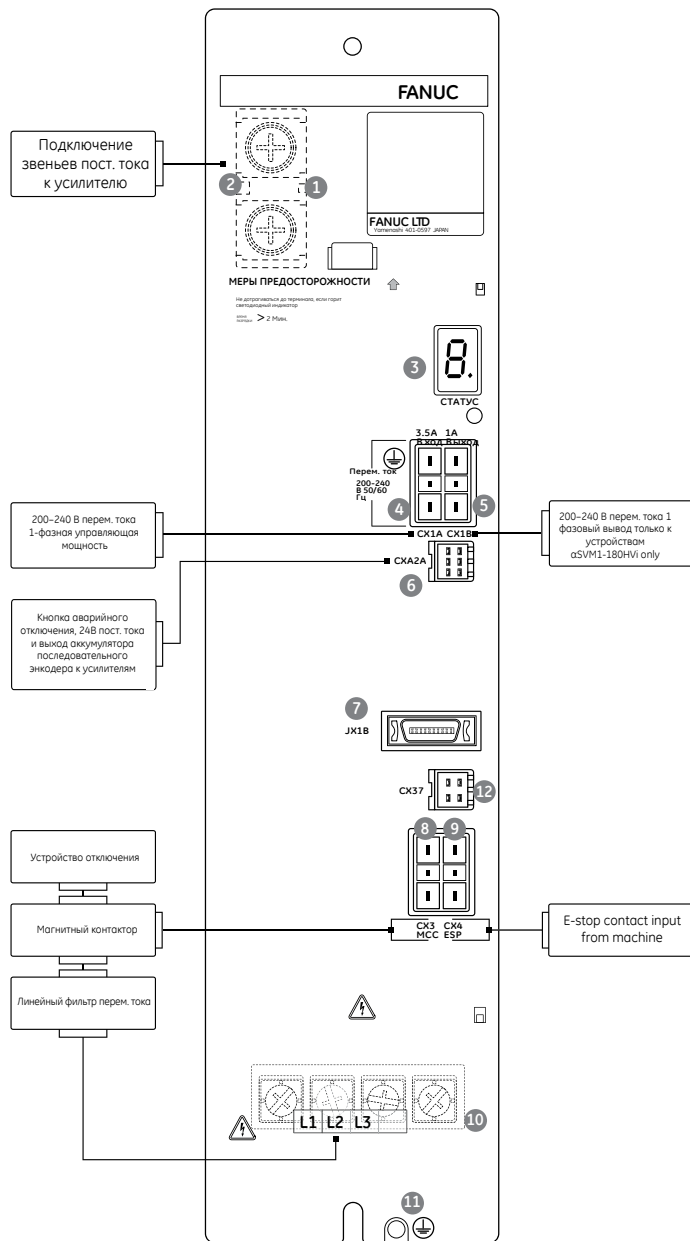 FANUC
Подключение
звеньев пост. тока
к усилителю
2
1
FANUC LTD
Yamanashi 401-0597 JAPAN
МЕРЫ ПРЕДОСТОРОЖНОСТИ
Не дотрагиваться до терминала, если горит
светодиодный индикатор
> 2 Мин.
3
8.
СТАТУС
3.5A 1A
Вход Выход
Перем. ток
200-240
В 50/60
Гц
4
5
200–240 В перем. тока
1-фазная управляющая
мощность
CX1A CX1B
200–240 В перем. тока 1
фазовый вывод только к
устройствам
αSVM1-180HVi only
CXA2A
6
Кнопка аварийного
отключения, 24В пост. тока
и выход аккумулятора
последовательного
энкодера к усилителям
7
JX1B
CX37
12
8
9
Устройство отключения
Магнитный контактор
CX3 CX4
MCC ESP
E-stop contact input
from machine
Линейный фильтр перем. тока
10
L1 L2 L3
11